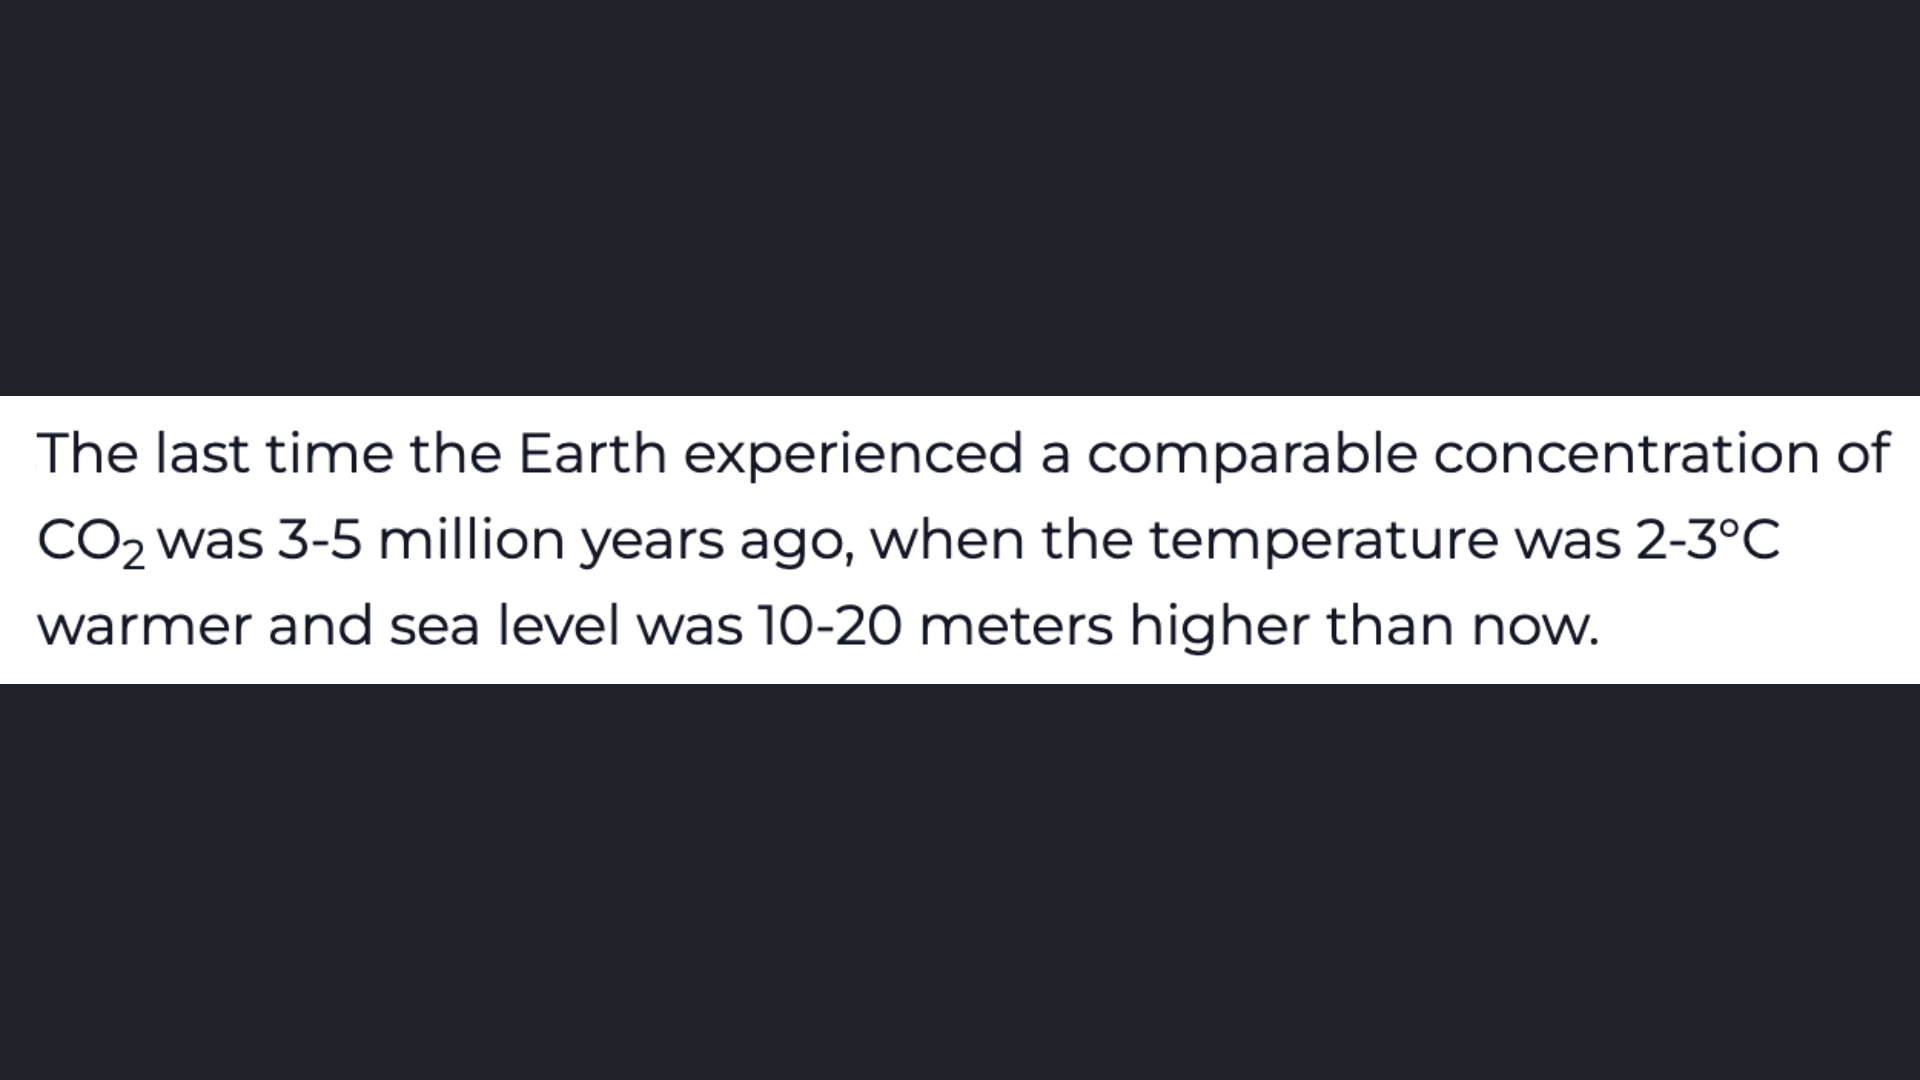 The last time the Earth experienced a comparable concentration of
CO₂ was 3-5 million years ago, when the temperature was 2-3°C
warmer and sea level was 10-20 meters higher than now.